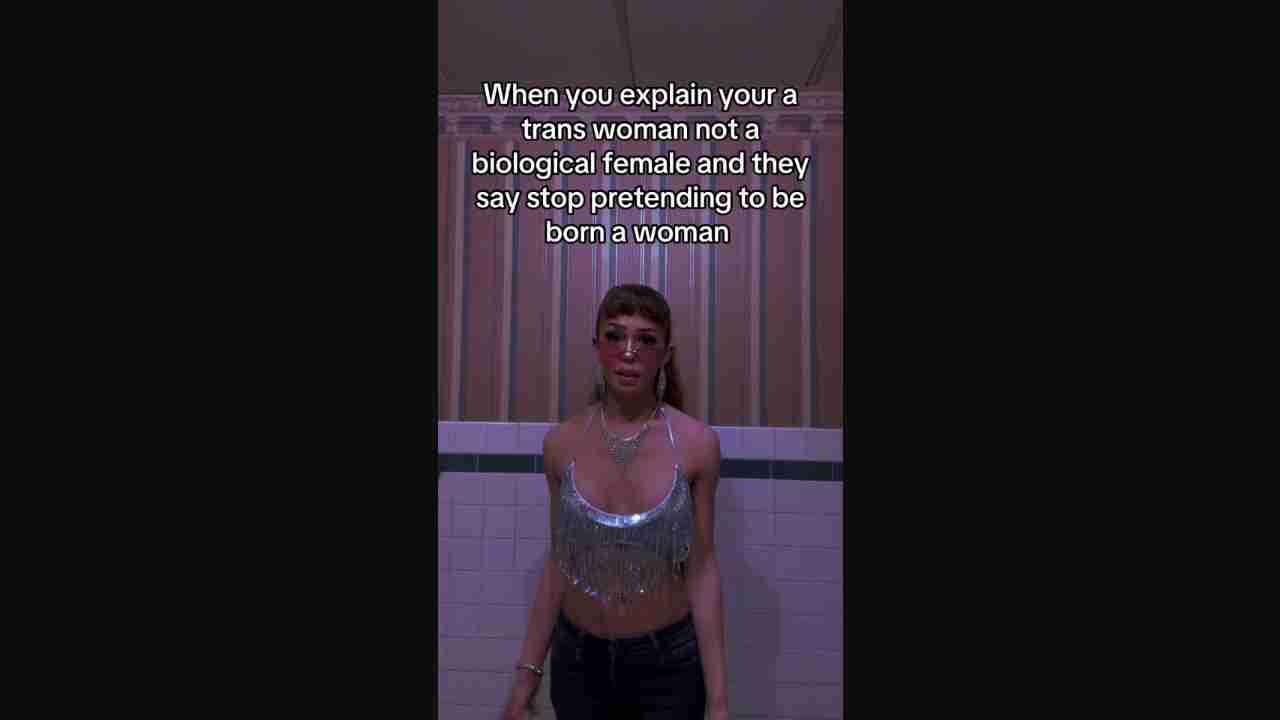 When you explain your a
trans woman not a
biological female and they
say stop pretending to be
born a woman